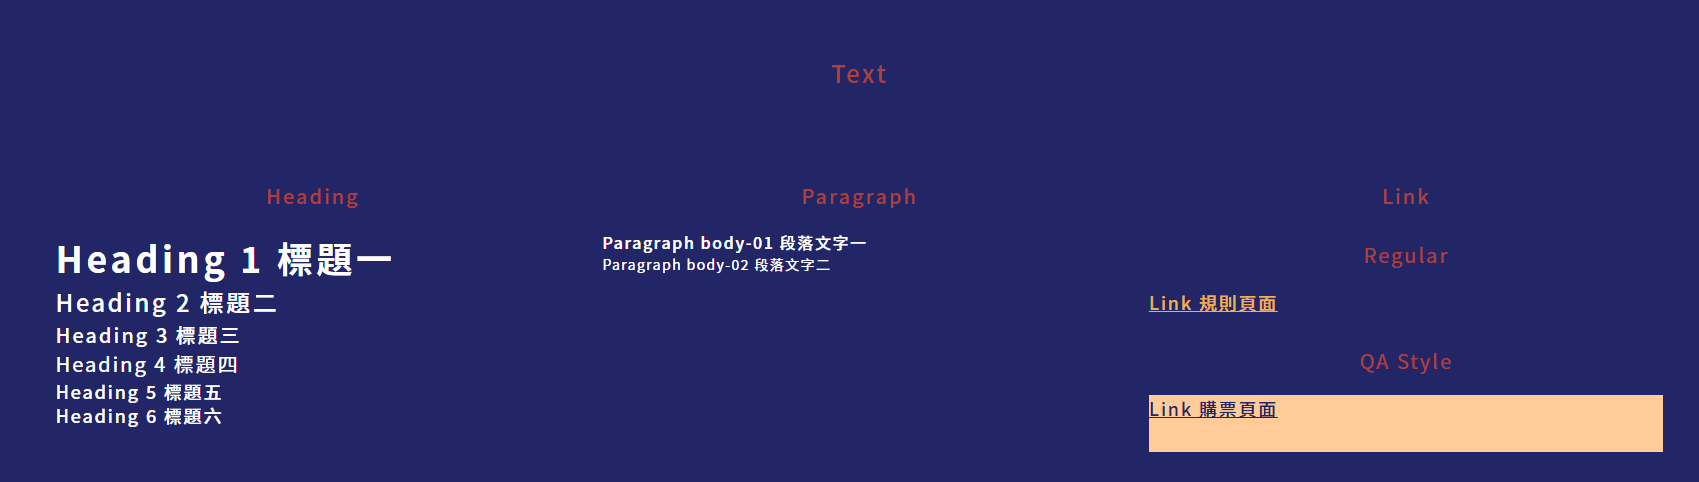 Text
Heading
Heading 1 標題一
Heading 2 標題二
Heading 3 標題三
Heading 4 標題四
Heading 5 標題五
Heading 6 標題六
Paragraph
Paragraph body-01 段落文字一
Paragraph body-02 段落文字二
Link
Regular
Link 規則頁面
QA Style
Link 購票頁面